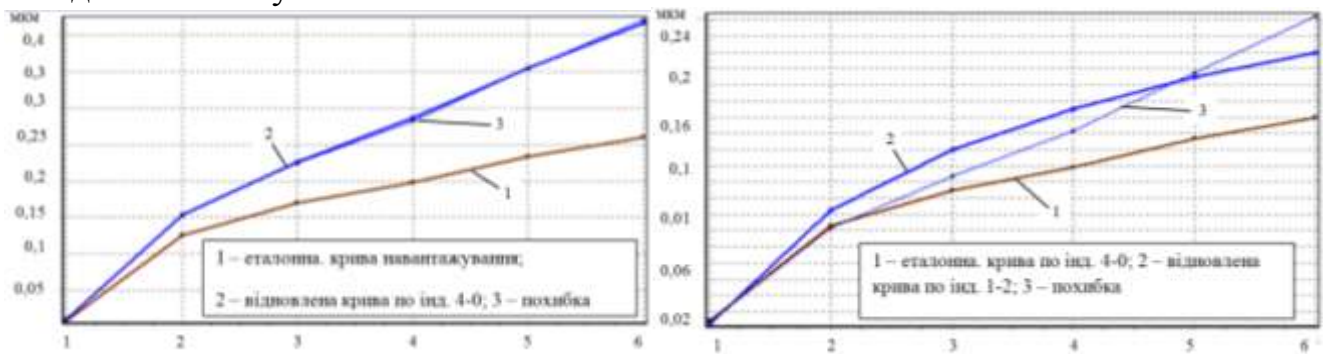 мкм
0,4
0,3
0,3
0,25
0,2
0,15
0,1
0,05
1 2 3 4 5 6
2
3
1
1 – еталонна. крива навантажування;
2 – відновлена крива по інд. 4-0; 3 – похибка
мкм
0,24
0,2
0,16
0,1
0,01
0,06
0,02
1 2 3 4 5 6
2
3
1
1 – еталонна. крива по інд. 4-0; 2 – відновлена
крива по інд. 1-2; 3 – похибка